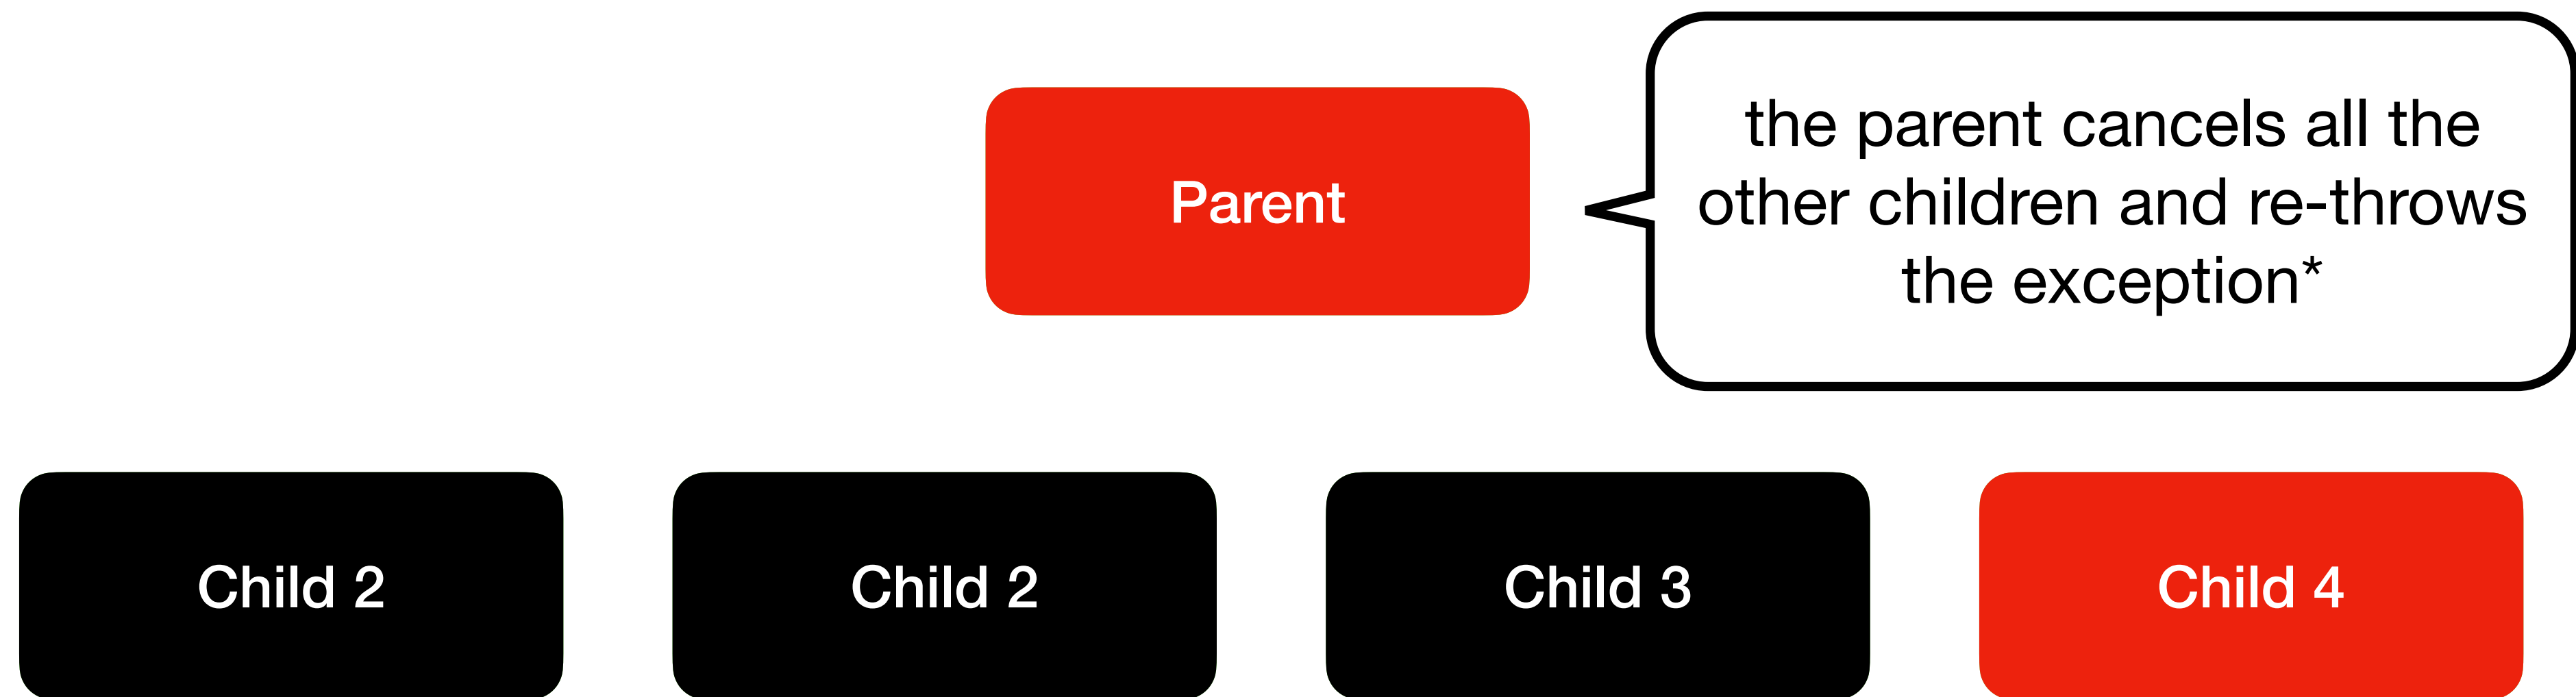 Parent
the parent cancels all the
other children and re-throws
the exception*
Child 2
Child 2
Child 3
Child 4